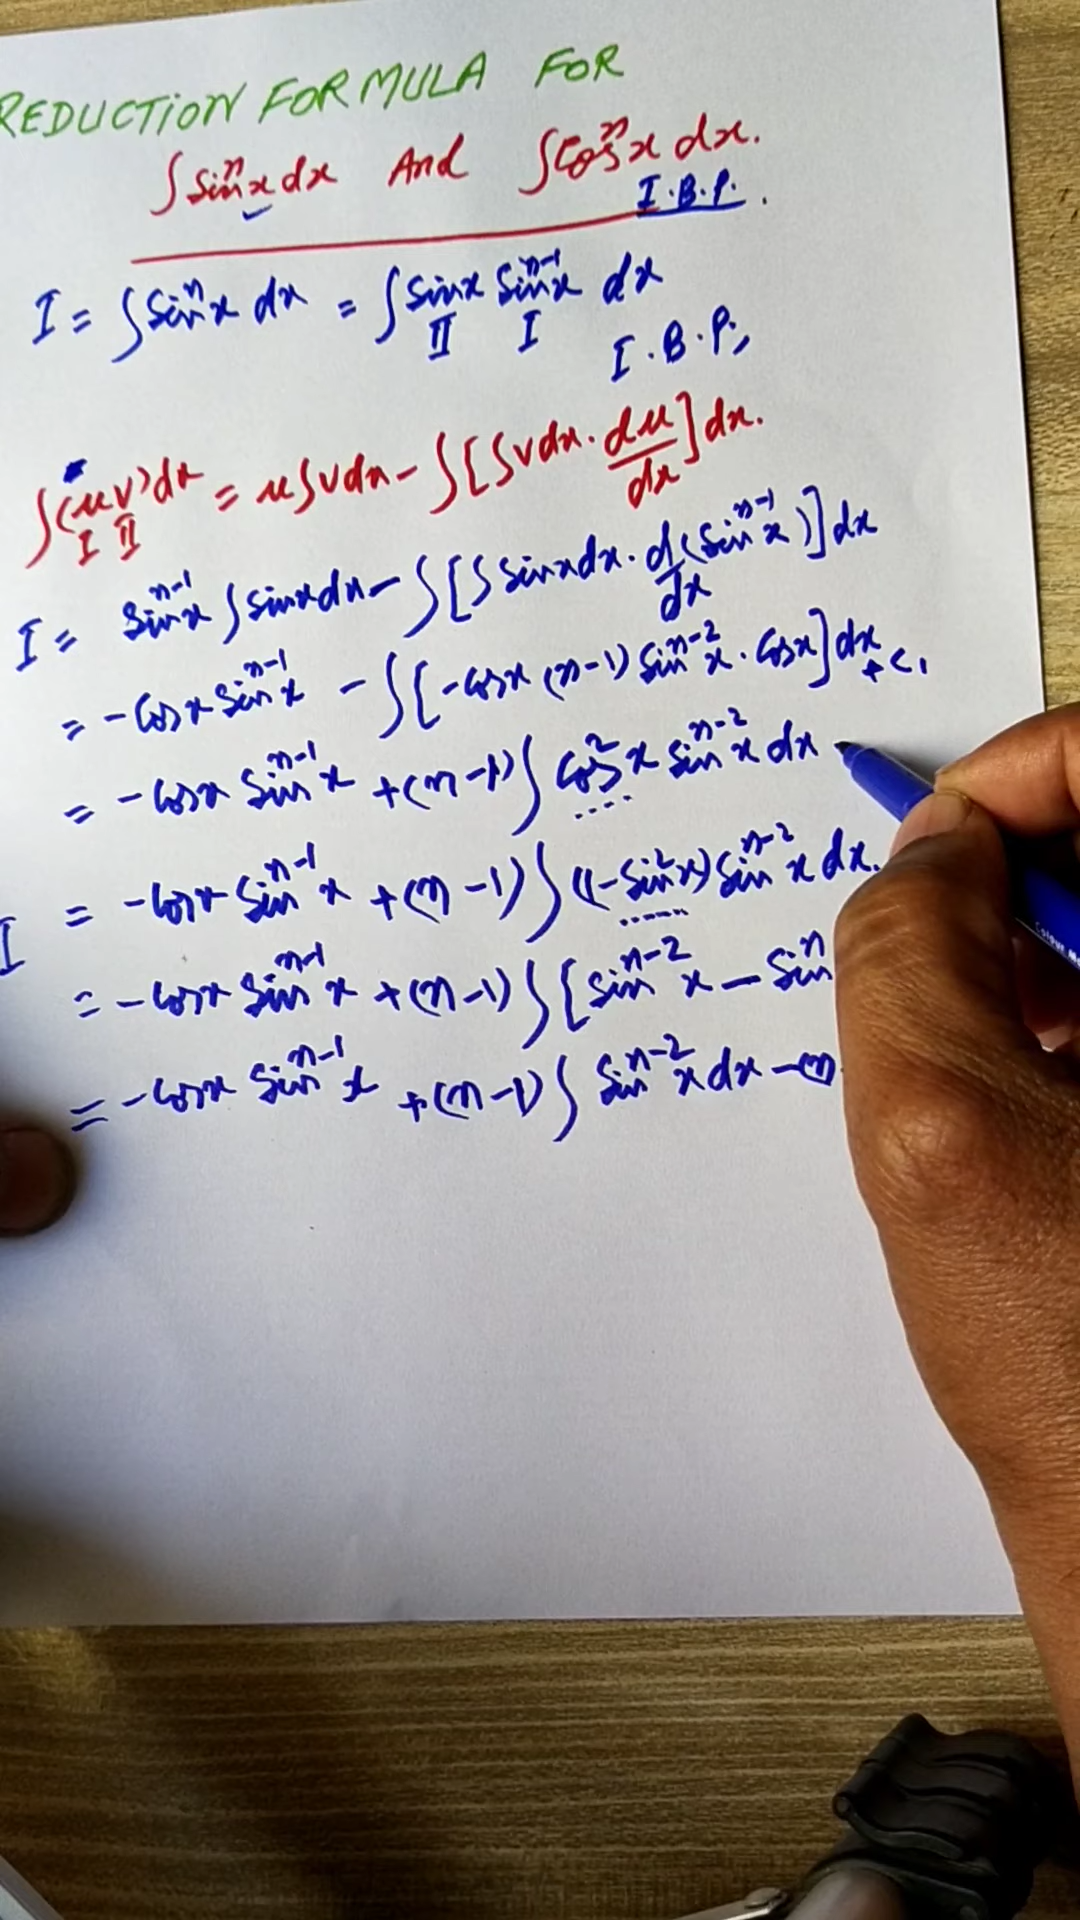 REDUCTION FORMULA FOR
∫sinⁿx dx And ∫Cosⁿx dx.
I.B.P.
I = ∫sinⁿx dx = ∫sinx sinⁿ⁻¹x dx
II I
I.B.P.,
∫(uv)dx = u∫vdx - ∫[∫vdx. du/dx]dx.
I II
I = sinⁿ⁻¹x ∫sinxdx - ∫[∫sinxdx. d/dx(sinⁿ⁻¹x)]dx
= -Cosx sinⁿ⁻¹x - ∫[-Cosx (n-1) sinⁿ⁻²x. Cosx]dx + C₁
= -Cosx sinⁿ⁻¹x +(n-1)∫Cos²x sinⁿ⁻²x dx
I = -Cosx sinⁿ⁻¹x +(n-1)∫(1-sin²x) sinⁿ⁻²x dx.
= -Cosx sinⁿ⁻¹x +(n-1)∫[sinⁿ⁻²x - sinⁿ
= -Cosx sinⁿ⁻¹x +(n-1)∫sinⁿ⁻²x dx -(n